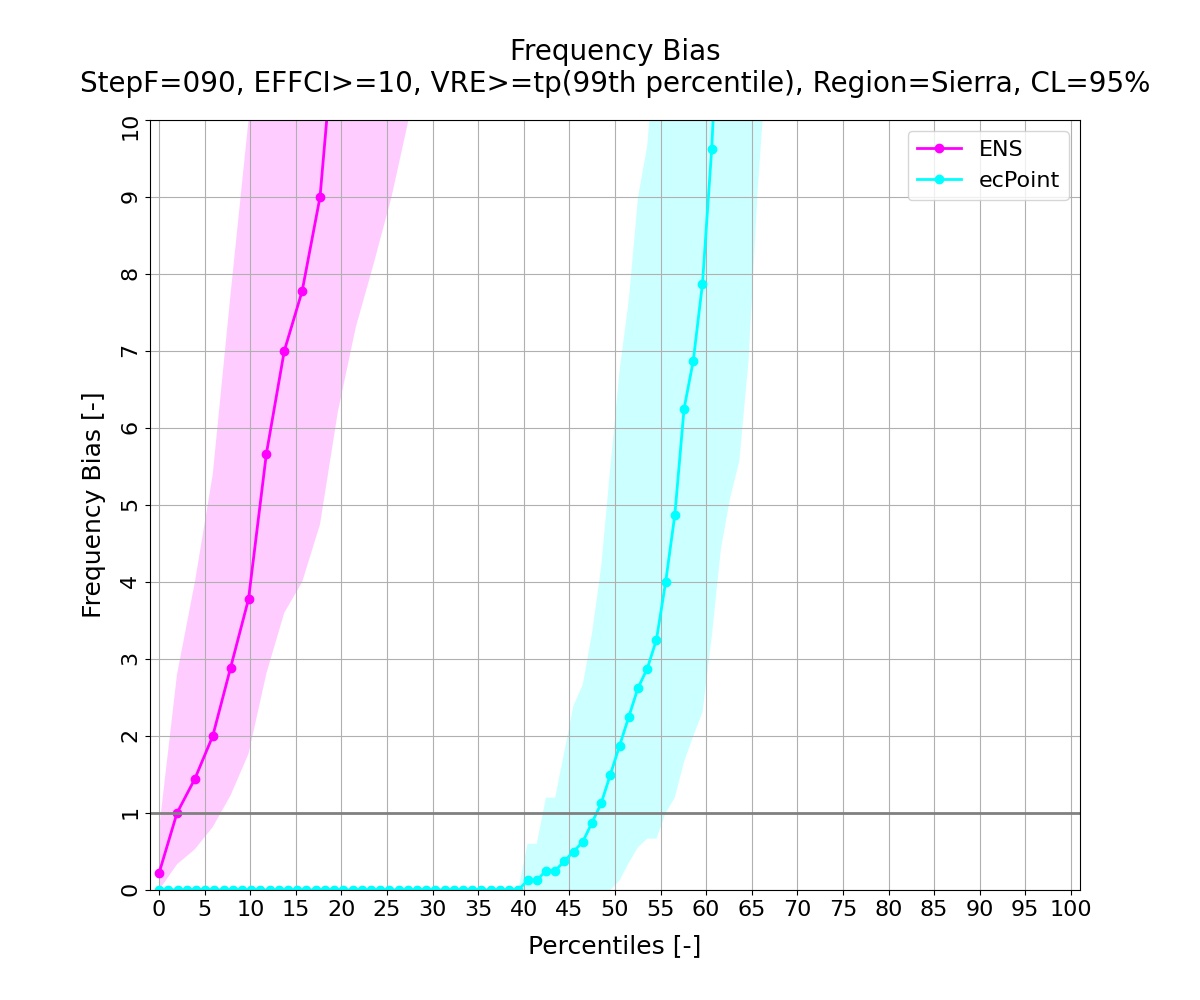 Frequency Bias
StepF=090, EFFCI>=10, VRE>=tp(99th percentile), Region=Sierra, CL=95%
10
9
8
7
6
5
4
3
2
1
0
Frequency Bias [-]
ENS
ecPoint
0 5 10 15 20 25 30 35 40 45 50 55 60 65 70 75 80 85 90 95 100
Percentiles [-]